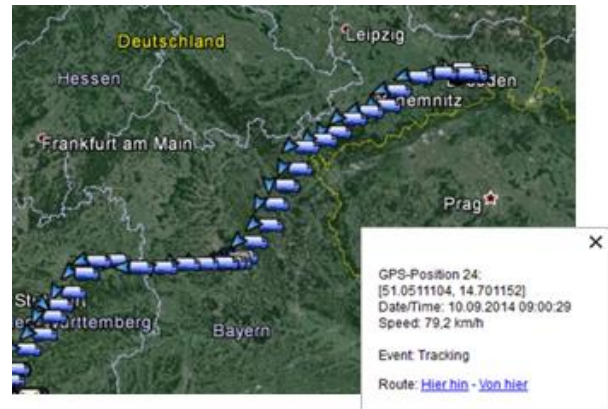 Leipzig
Deutschland
Hessen
emnitz
Frankfurt am Main
Prag
×
GPS-Position 24:
[51.0511104, 14.701152]
Date/Time: 10.09.2014 09:00:29
Speed: 79,2 km/h
Bayern
Event: Tracking
Route: Hier hin - Von hier